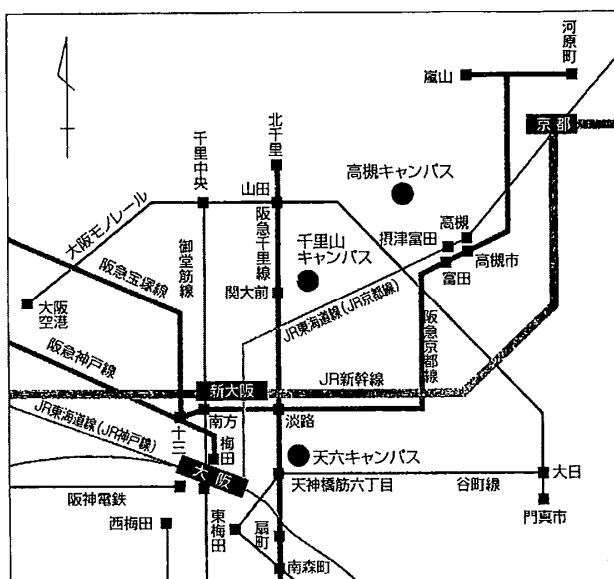 河原町
嵐山
京都
北千里
千里中央
高槻キャンパス
山田
大阪モノレール
阪急千里線
御堂筋線
千里山
キャンパス
高槻
摂津富田
高槻市
富田
阪急宝塚線
関大前
大阪
空港
JR東海道線(JR京都線)
阪急京都線
阪急神戸線
新大阪
JR新幹線
JR東海道線(JR神戸線)
十三
南方
淡路
梅田
天六キャンパス
大阪
天神橋筋六丁目
谷町線
大日
阪神電鉄
門真市
西梅田
東梅田
扇町
南森町